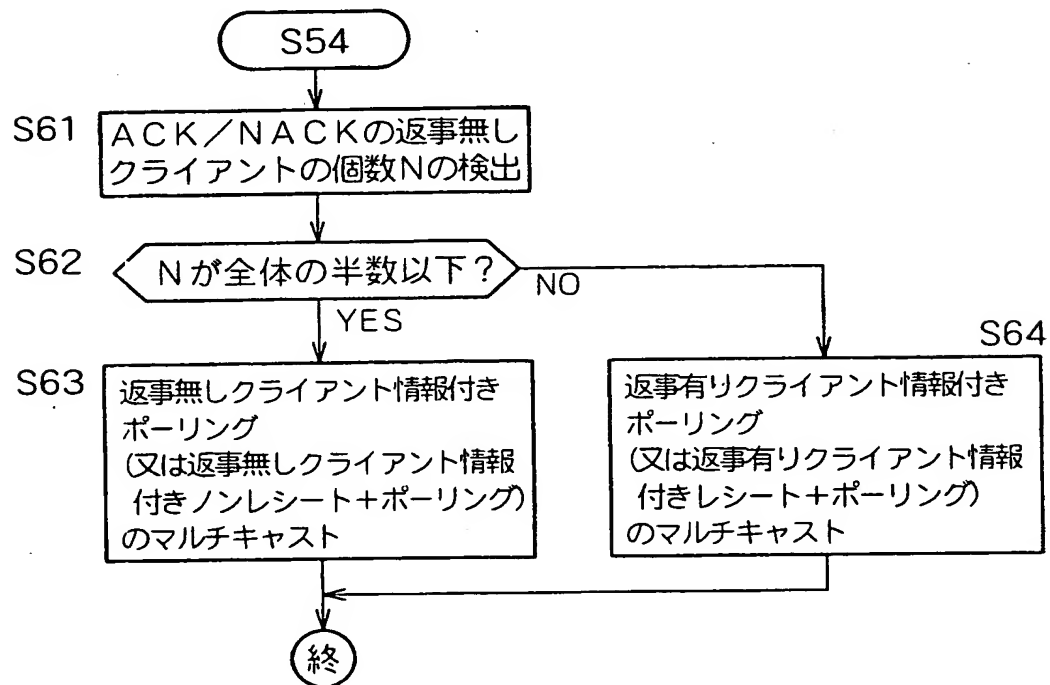 S54
S61
ACK/NACKの返事無し
クライアントの個数Nの検出
S62
Nが全体の半数以下?
NO
YES
S63
返事無しクライアント情報付き
ポーリング
(又は返事無しクライアント情報
付きノンレシート+ポーリング)
のマルチキャスト
S64
返事有りクライアント情報付き
ポーリング
(又は返事有りクライアント情報
付きレシート+ポーリング)
のマルチキャスト
終